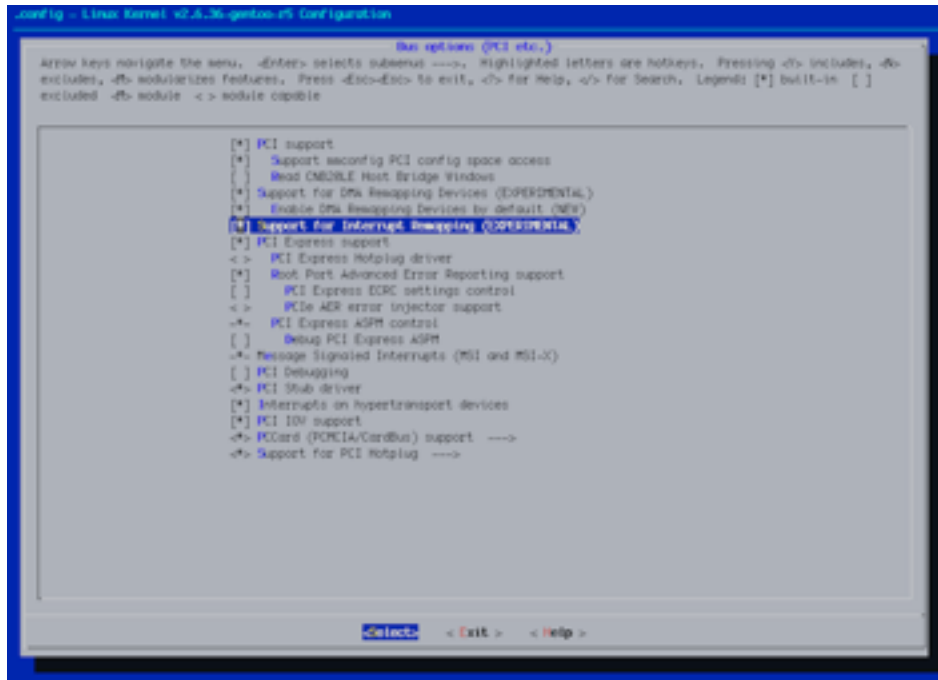 .config - Linux Kernel v2.6.36-gentoo-r5 Configuration
Bus options (PCI etc.)
Arrow keys navigate the menu. <Enter> selects submenus --->. Highlighted letters are hotkeys. Pressing <Y> includes, <N>
excludes, <M> modularizes features. Press <Esc><Esc> to exit, <?> for Help, </> for Search. Legend: [*] built-in [ ]
excluded <M> module < > module capable
[*] PCI support
[*] Support mmconfig PCI config space access
[ ] Read CNB20LE Host Bridge Windows
[*] Support for DMA Remapping Devices (EXPERIMENTAL)
[*] Enable DMA Remapping Devices by default (NEW)
[*] Support for Interrupt Remapping (EXPERIMENTAL)
[*] PCI Express support
< > PCI Express Hotplug driver
[*] Root Port Advanced Error Reporting support
[ ] PCI Express ECRC settings control
< > PCIe AER error injector support
-*- PCI Express ASPM control
[ ] Debug PCI Express ASPM
-*- Message Signaled Interrupts (MSI and MSI-X)
[ ] PCI Debugging
<*> PCI Stub driver
[*] Interrupts on hypertransport devices
[*] PCI IOV support
<*> PCCard (PCMCIA/CardBus) support --->
<*> Support for PCI Hotplug --->
<Select> < Exit > < Help >